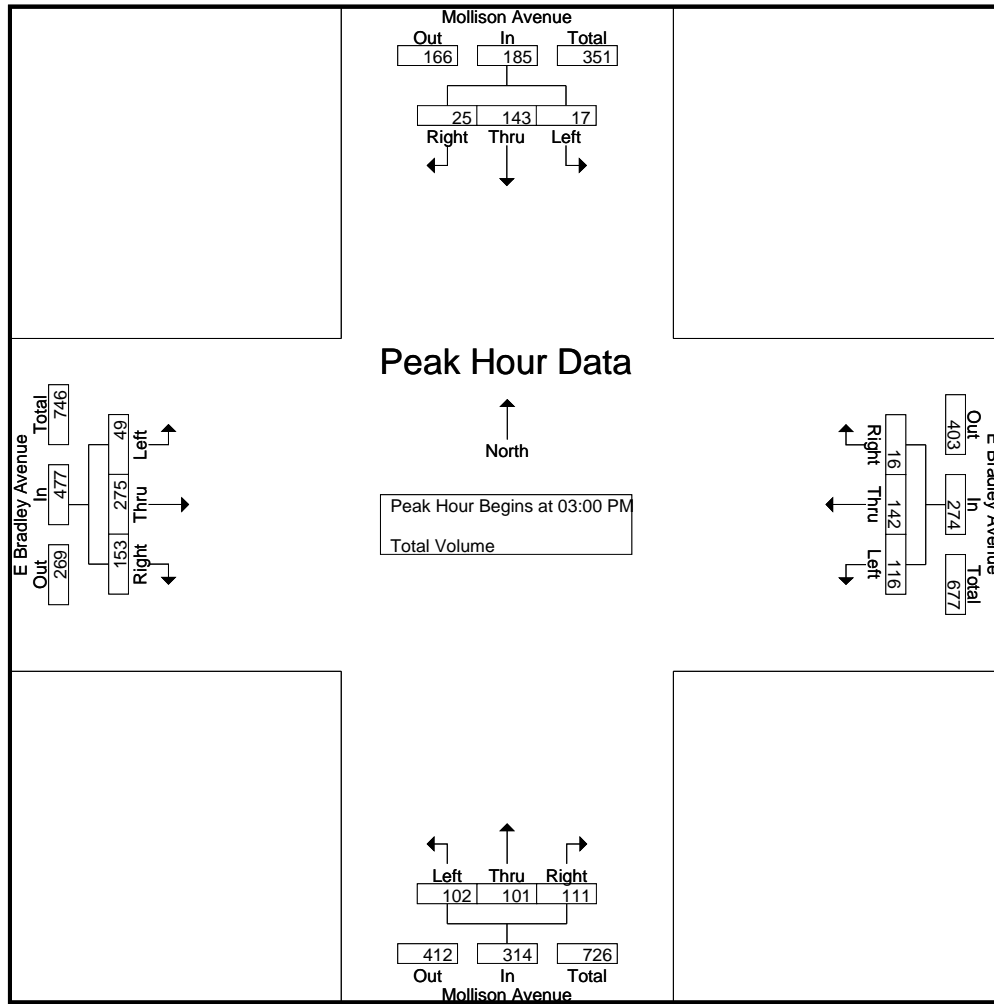 Mollison Avenue
Out In Total
166 185 351
25 143 17
Right Thru Left
Peak Hour Data
North
Peak Hour Begins at 03:00 PM
Total Volume
E Bradley Avenue
Out In Total
269 477 746
153 275 49
Right Thru Left
E Bradley Avenue
Out In Total
403 274 677
16 142 116
Right Thru Left
Left Thru Right
102 101 111
412 314 726
Out In Total
Mollison Avenue